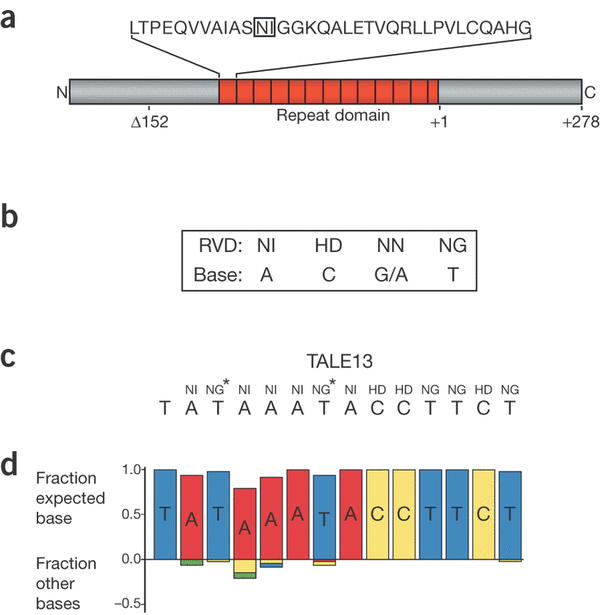 a
LTPEQVVAIASNIGGKQALETVQRLLPVLCQAHG
N C
Δ152 Repeat domain +1 +278
b
RVD: NI HD NN NG
Base: A C G/A T
c
TALE13
NI NG* NI NI NI NG* NI HD HD NG NG HD NG
T A T A A A T A C C T T C T
d
Fraction expected base
1.0
0.5
0.0
T A T A A A T A C C T T C T
Fraction other bases
−0.5